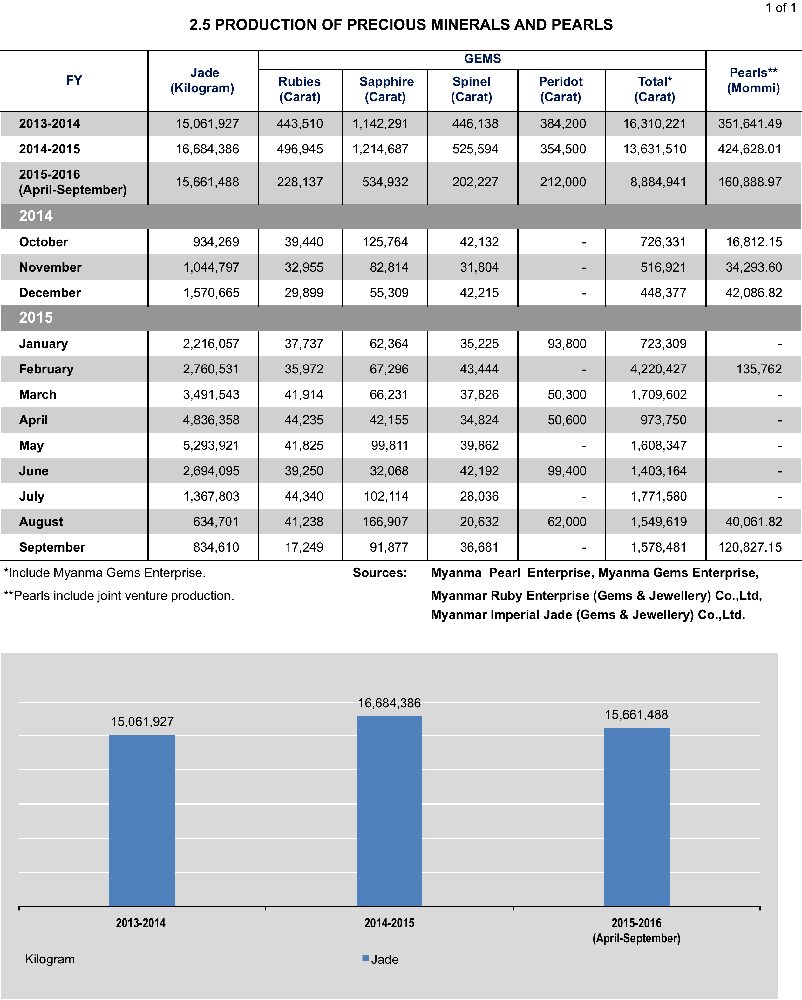 1 of 1
2.5 PRODUCTION OF PRECIOUS MINERALS AND PEARLS
FY Jade (Kilogram) GEMS Pearls** (Mommi)
Rubies (Carat) Sapphire (Carat) Spinel (Carat) Peridot (Carat) Total* (Carat)
2013-2014 15,061,927 443,510 1,142,291 446,138 384,200 16,310,221 351,641.49
2014-2015 16,684,386 496,945 1,214,687 525,594 354,500 13,631,510 424,628.01
2015-2016 (April-September) 15,661,488 228,137 534,932 202,227 212,000 8,884,941 160,888.97
2014
October 934,269 39,440 125,764 42,132 - 726,331 16,812.15
November 1,044,797 32,955 82,814 31,804 - 516,921 34,293.60
December 1,570,665 29,899 55,309 42,215 - 448,377 42,086.82
2015
January 2,216,057 37,737 62,364 35,225 93,800 723,309 -
February 2,760,531 35,972 67,296 43,444 - 4,220,427 135,762
March 3,491,543 41,914 66,231 37,826 50,300 1,709,602 -
April 4,836,358 44,235 42,155 34,824 50,600 973,750 -
May 5,293,921 41,825 99,811 39,862 - 1,608,347 -
June 2,694,095 39,250 32,068 42,192 99,400 1,403,164 -
July 1,367,803 44,340 102,114 28,036 - 1,771,580 -
August 634,701 41,238 166,907 20,632 62,000 1,549,619 40,061.82
September 834,610 17,249 91,877 36,681 - 1,578,481 120,827.15
*Include Myanma Gems Enterprise. Sources: Myanma Pearl Enterprise, Myanma Gems Enterprise,
**Pearls include joint venture production. Myanmar Ruby Enterprise (Gems & Jewellery) Co.,Ltd,
Myanmar Imperial Jade (Gems & Jewellery) Co.,Ltd.
16,684,386
15,661,488
15,061,927
2013-2014 2014-2015 2015-2016
(April-September)
Kilogram Jade